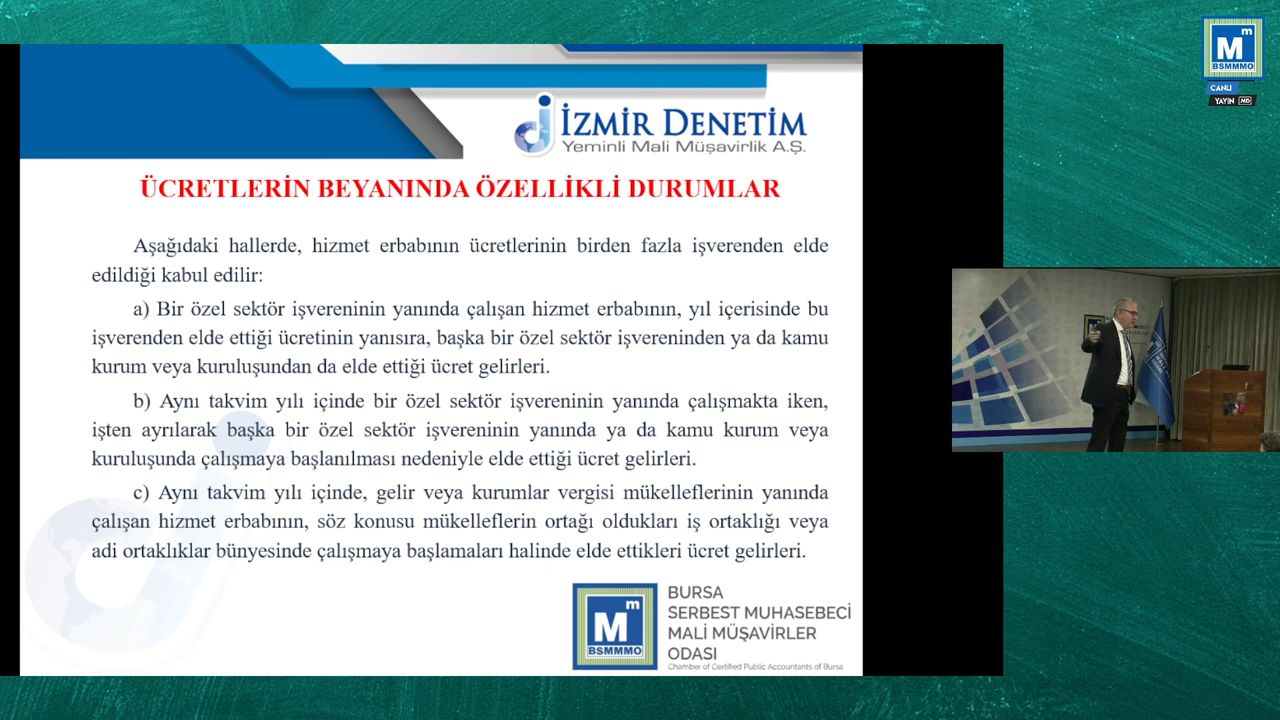 M m
BSMMMO
CANLI
YAYIN HD
İZMİR DENETİM
Yeminli Mali Müşavirlik A.Ş.
ÜCRETLERİN BEYANINDA ÖZELLİKLİ DURUMLAR
Aşağıdaki hallerde, hizmet erbabının ücretlerinin birden fazla işverenden elde
edildiği kabul edilir:
a) Bir özel sektör işvereninin yanında çalışan hizmet erbabının, yıl içerisinde bu
işverenden elde ettiği ücretinin yanısıra, başka bir özel sektör işvereninden ya da kamu
kurum veya kuruluşundan da elde ettiği ücret gelirleri.
b) Aynı takvim yılı içinde bir özel sektör işvereninin yanında çalışmakta iken,
işten ayrılarak başka bir özel sektör işvereninin yanında ya da kamu kurum veya
kuruluşunda çalışmaya başlanılması nedeniyle elde ettiği ücret gelirleri.
c) Aynı takvim yılı içinde, gelir veya kurumlar vergisi mükelleflerinin yanında
çalışan hizmet erbabının, söz konusu mükelleflerin ortağı oldukları iş ortaklığı veya
adi ortaklıklar bünyesinde çalışmaya başlamaları halinde elde ettikleri ücret gelirleri.
M m
BSMMMO
BURSA
SERBEST MUHASEBECİ
MALİ MÜŞAVİRLER
ODASI
Chamber of Certified Public Accountants of Bursa